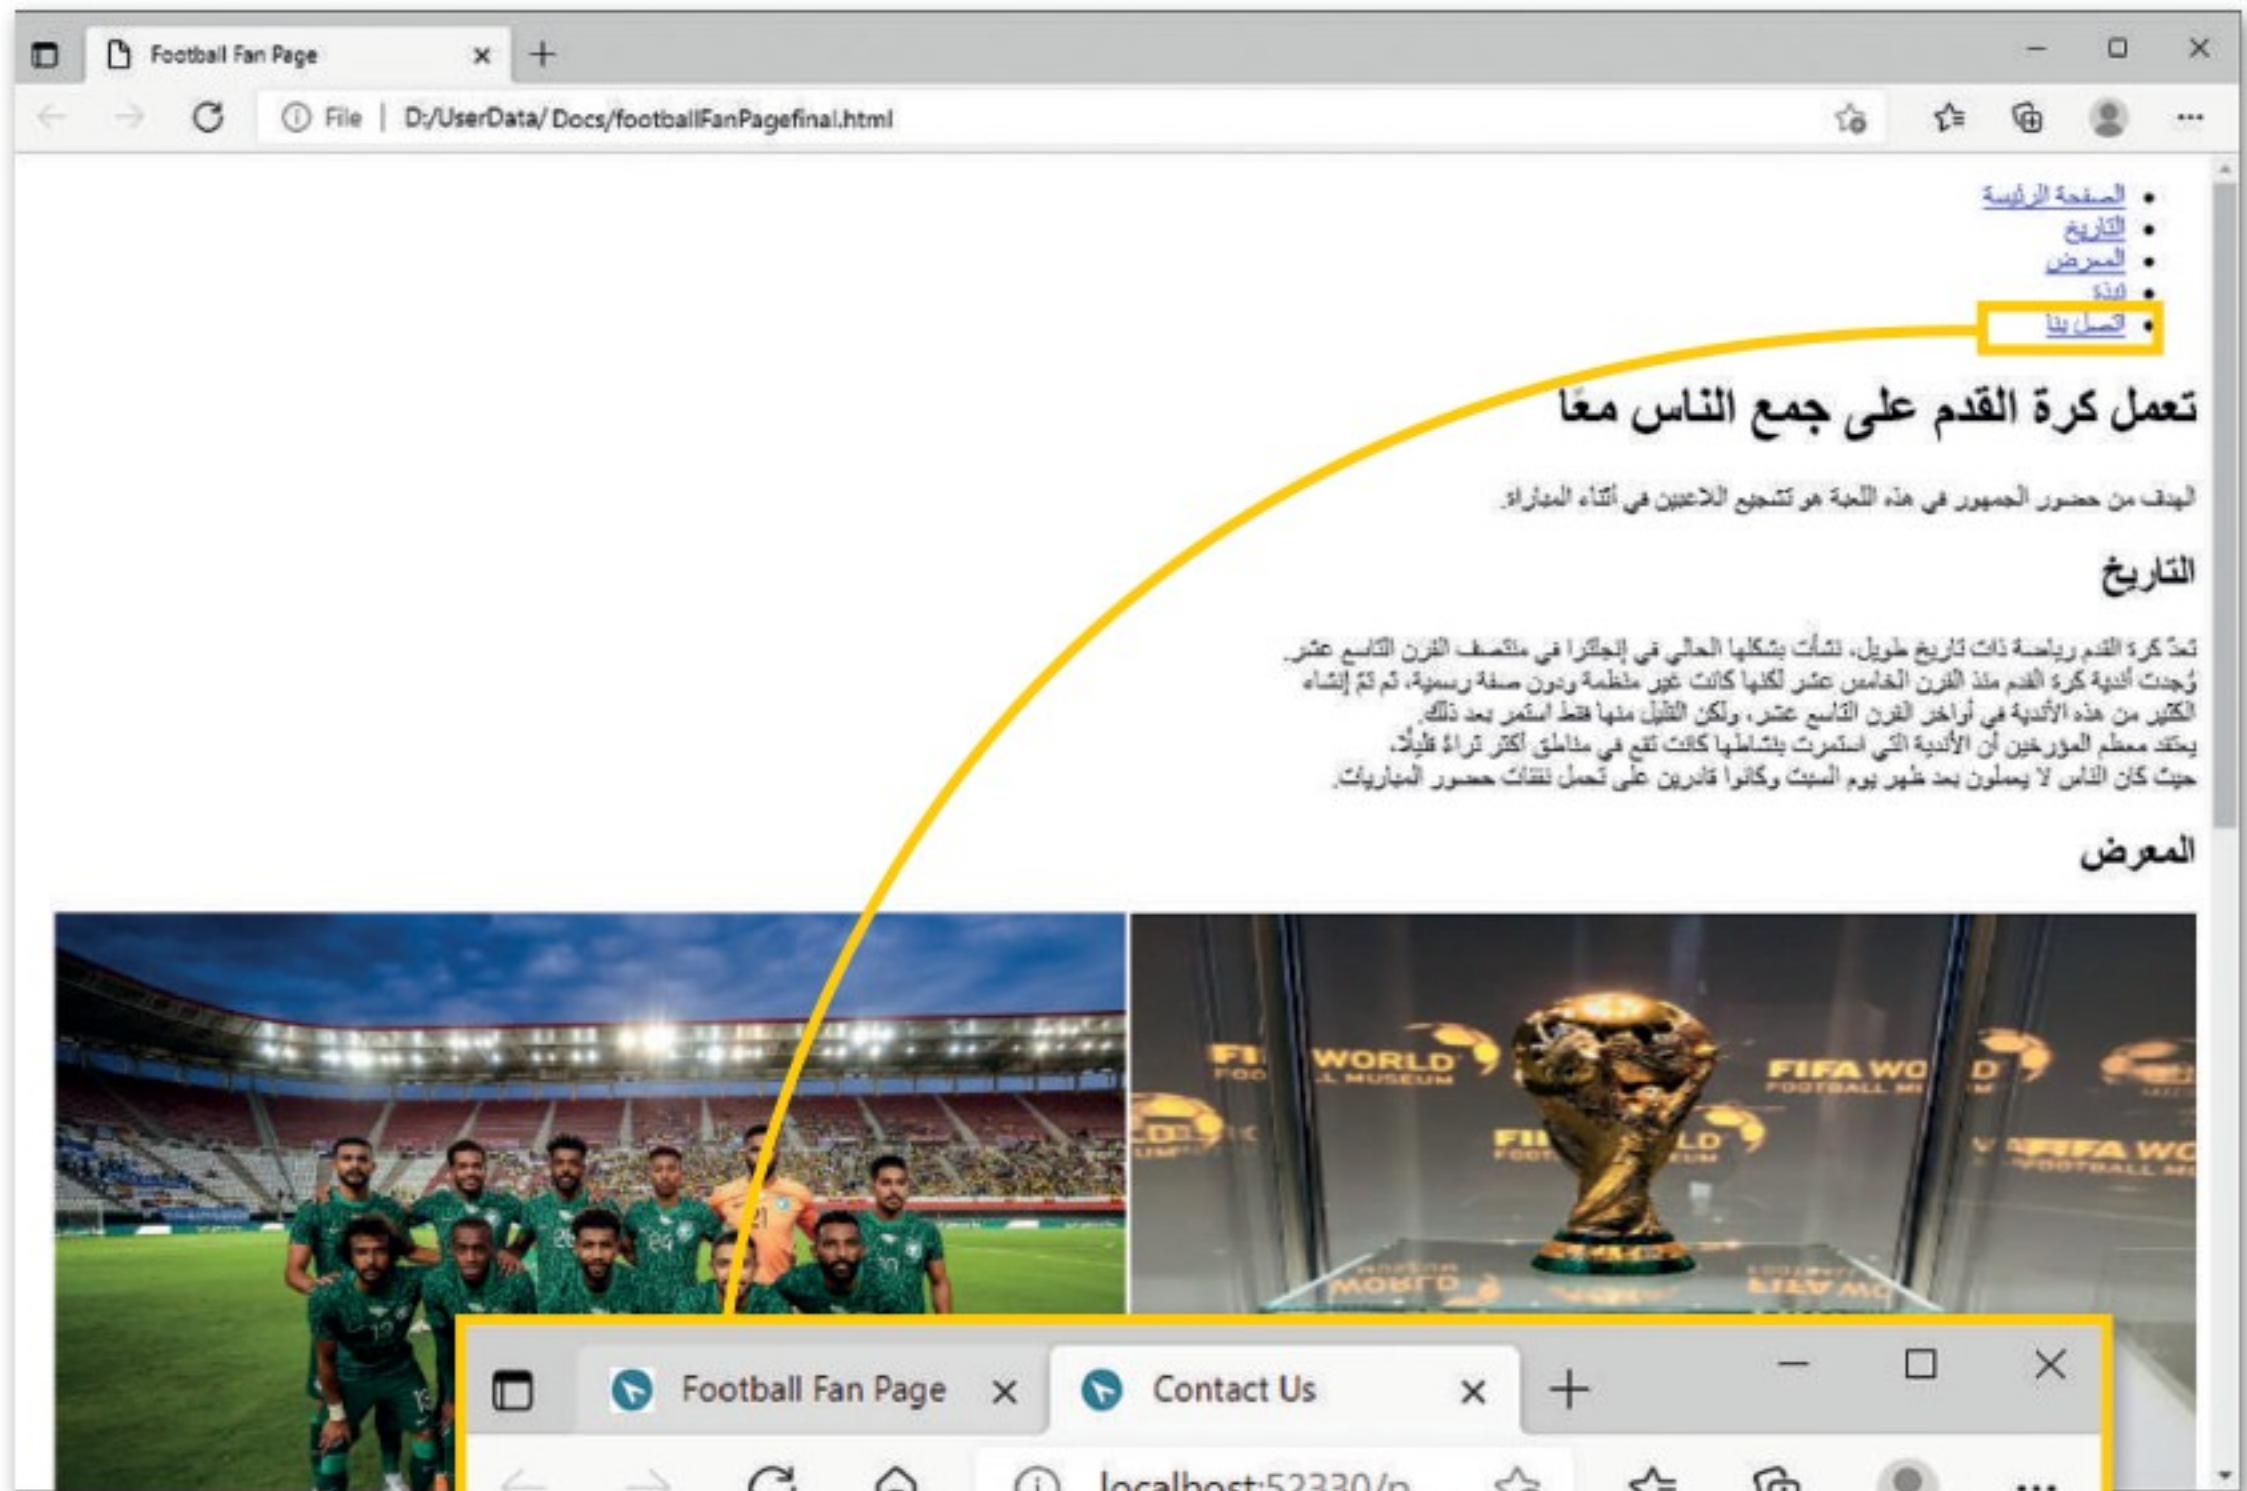 Football Fan Page
File | D:/UserData/ Docs/footballFanPagefinal.html
الصفحة الرئيسة
التاريخ
المعرض
نبذة
اتصل بنا
تعمل كرة القدم على جمع الناس معًا
الهدف من حضور الجمهور في هذه اللعبة هو تشجيع اللاعبين في أثناء المباراة.
التاريخ
تعدّ كرة القدم رياضة ذات تاريخ طويل، نشأت بشكلها الحالي في إنجلترا في منتصف القرن التاسع عشر.
وُجدت أندية كرة القدم منذ القرن الخامس عشر لكنها كانت غير منظمة ودون صفة رسمية، ثم تمّ إنشاء
الكثير من هذه الأندية في أواخر القرن التاسع عشر، ولكن القليل منها فقط استمر بعد ذلك.
يعتقد معظم المؤرخين أن الأندية التي استمرت بنشاطها كانت تقع في مناطق أكثر ثراءً قليلًا،
حيث كان الناس لا يعملون بعد ظهر يوم السبت وكانوا قادرين على تحمل نفقات حضور المباريات.
المعرض
WORLD
FIFA WO
FOOTBALL
21
24
13
Football Fan Page
Contact Us
localhost:52330/p